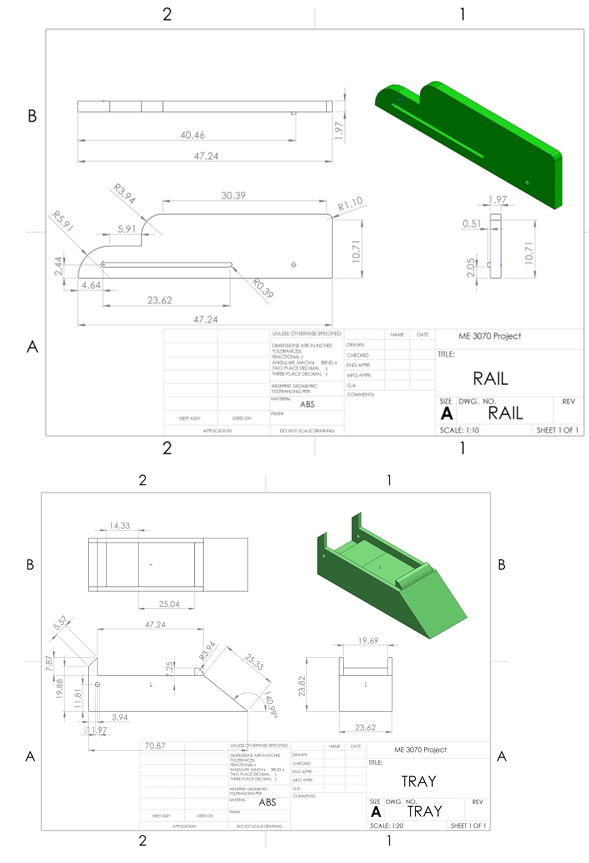 2 1
B
40.46
47.24
1.97
R3.94
30.39
R1.10
R5.91
5.91
1.97
0.51
10.71
10.71
2.44
2.05
4.64
R0.39
23.62
47.24
A
UNLESS OTHERWISE SPECIFIED:
NAME DATE
ME 3070 Project
DIMENSIONS ARE IN INCHES
TOLERANCES:
FRACTIONAL ±
ANGULAR: MACH± BEND ±
TWO PLACE DECIMAL ±
THREE PLACE DECIMAL ±
DRAWN
CHECKED
ENG APPR.
MFG APPR.
TITLE:
RAIL
INTERPRET GEOMETRIC
TOLERANCING PER:
Q.A.
COMMENTS:
MATERIAL
ABS
FINISH
SIZE DWG. NO. REV
A RAIL
NEXT ASSY USED ON
APPLICATION DO NOT SCALE DRAWING
SCALE: 1:10 SHEET 1 OF 1
2 1
2 1
B B
14.33
25.04
5.57
47.24
R3.94
25.33
19.69
7.87
7.25
19.88
23.82
11.81
140.99°
3.94
∅1.97
23.62
70.87
A A
UNLESS OTHERWISE SPECIFIED:
NAME DATE
ME 3070 Project
DIMENSIONS ARE IN INCHES
TOLERANCES:
FRACTIONAL ±
ANGULAR: MACH± BEND ±
TWO PLACE DECIMAL ±
THREE PLACE DECIMAL ±
DRAWN
CHECKED
ENG APPR.
MFG APPR.
TITLE:
TRAY
INTERPRET GEOMETRIC
TOLERANCING PER:
Q.A.
COMMENTS:
MATERIAL
ABS
FINISH
SIZE DWG. NO. REV
A TRAY
NEXT ASSY USED ON
APPLICATION DO NOT SCALE DRAWING
SCALE: 1:20 SHEET 1 OF 1
2 1